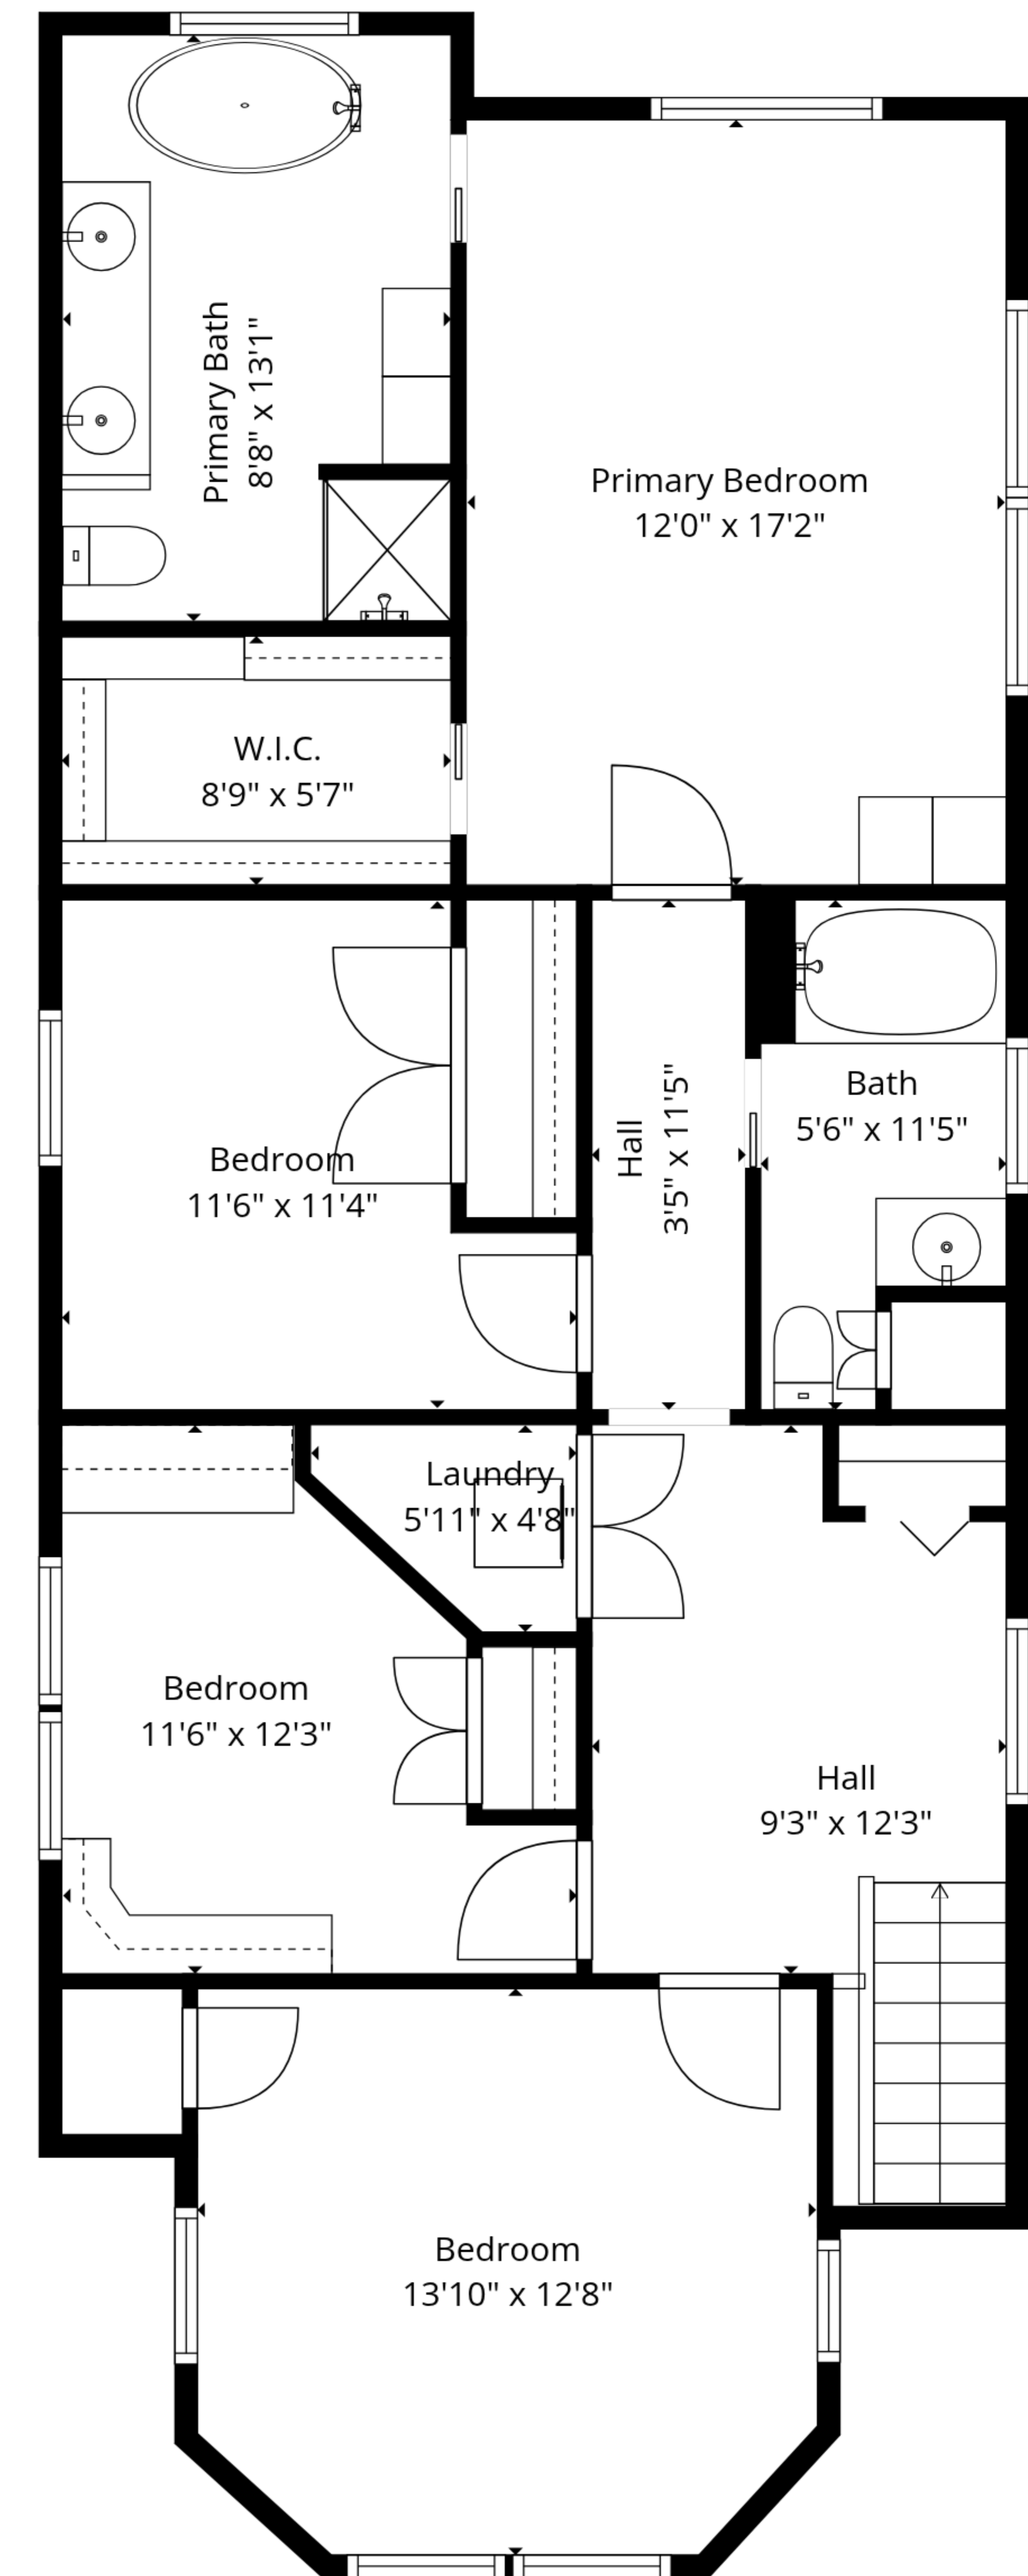 Primary Bath
8'8" x 13'1"
Primary Bedroom
12'0" x 17'2"
W.I.C.
8'9" x 5'7"
Bedroom
11'6" x 11'4"
Hall
3'5" x 11'5"
Bath
5'6" x 11'5"
Laundry
5'11" x 4'8"
Bedroom
11'6" x 12'3"
Hall
9'3" x 12'3"
Bedroom
13'10" x 12'8"